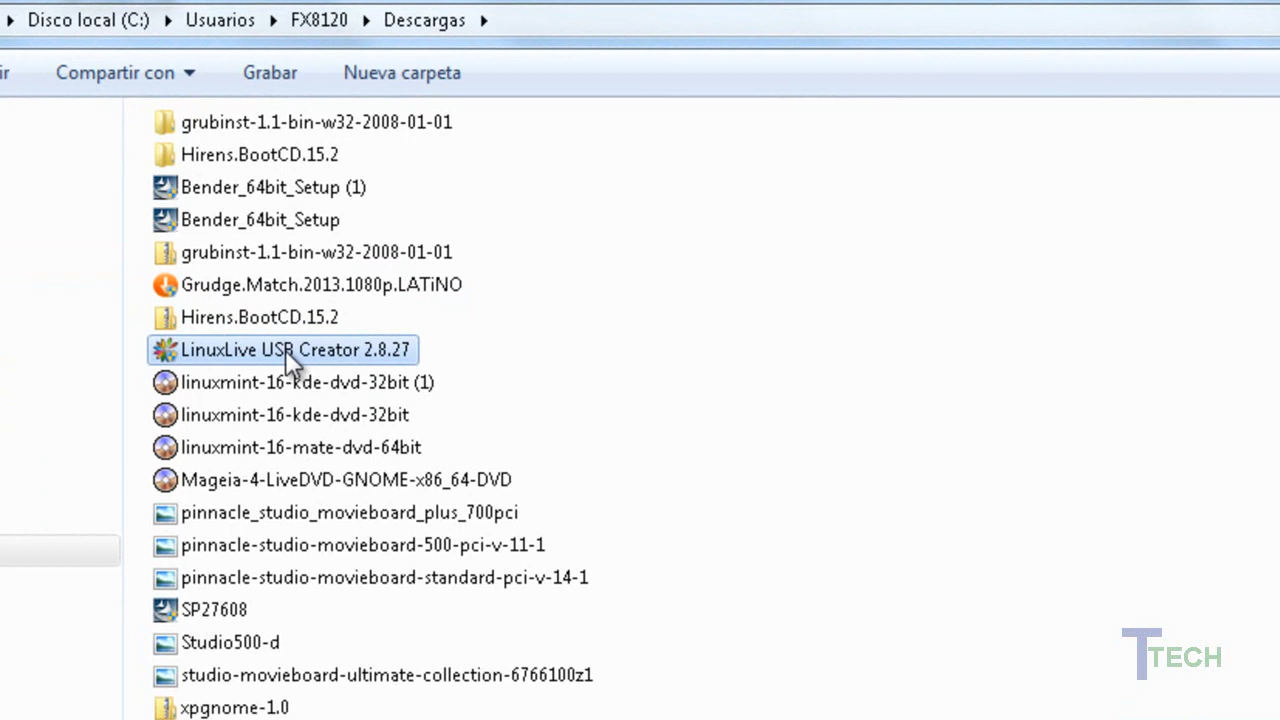 Disco local (C:) Usuarios FX8120 Descargas
ir Compartir con Grabar Nueva carpeta
grubinst-1.1-bin-w32-2008-01-01
Hirens.BootCD.15.2
Bender_64bit_Setup (1)
Bender_64bit_Setup
grubinst-1.1-bin-w32-2008-01-01
Grudge.Match.2013.1080p.LATiNO
Hirens.BootCD.15.2
LinuxLive USB Creator 2.8.27
linuxmint-16-kde-dvd-32bit (1)
linuxmint-16-kde-dvd-32bit
linuxmint-16-mate-dvd-64bit
Mageia-4-LiveDVD-GNOME-x86_64-DVD
pinnacle_studio_movieboard_plus_700pci
pinnacle-studio-movieboard-500-pci-v-11-1
pinnacle-studio-movieboard-standard-pci-v-14-1
SP27608
Studio500-d
studio-movieboard-ultimate-collection-6766100z1
xpgnome-1.0
TTECH